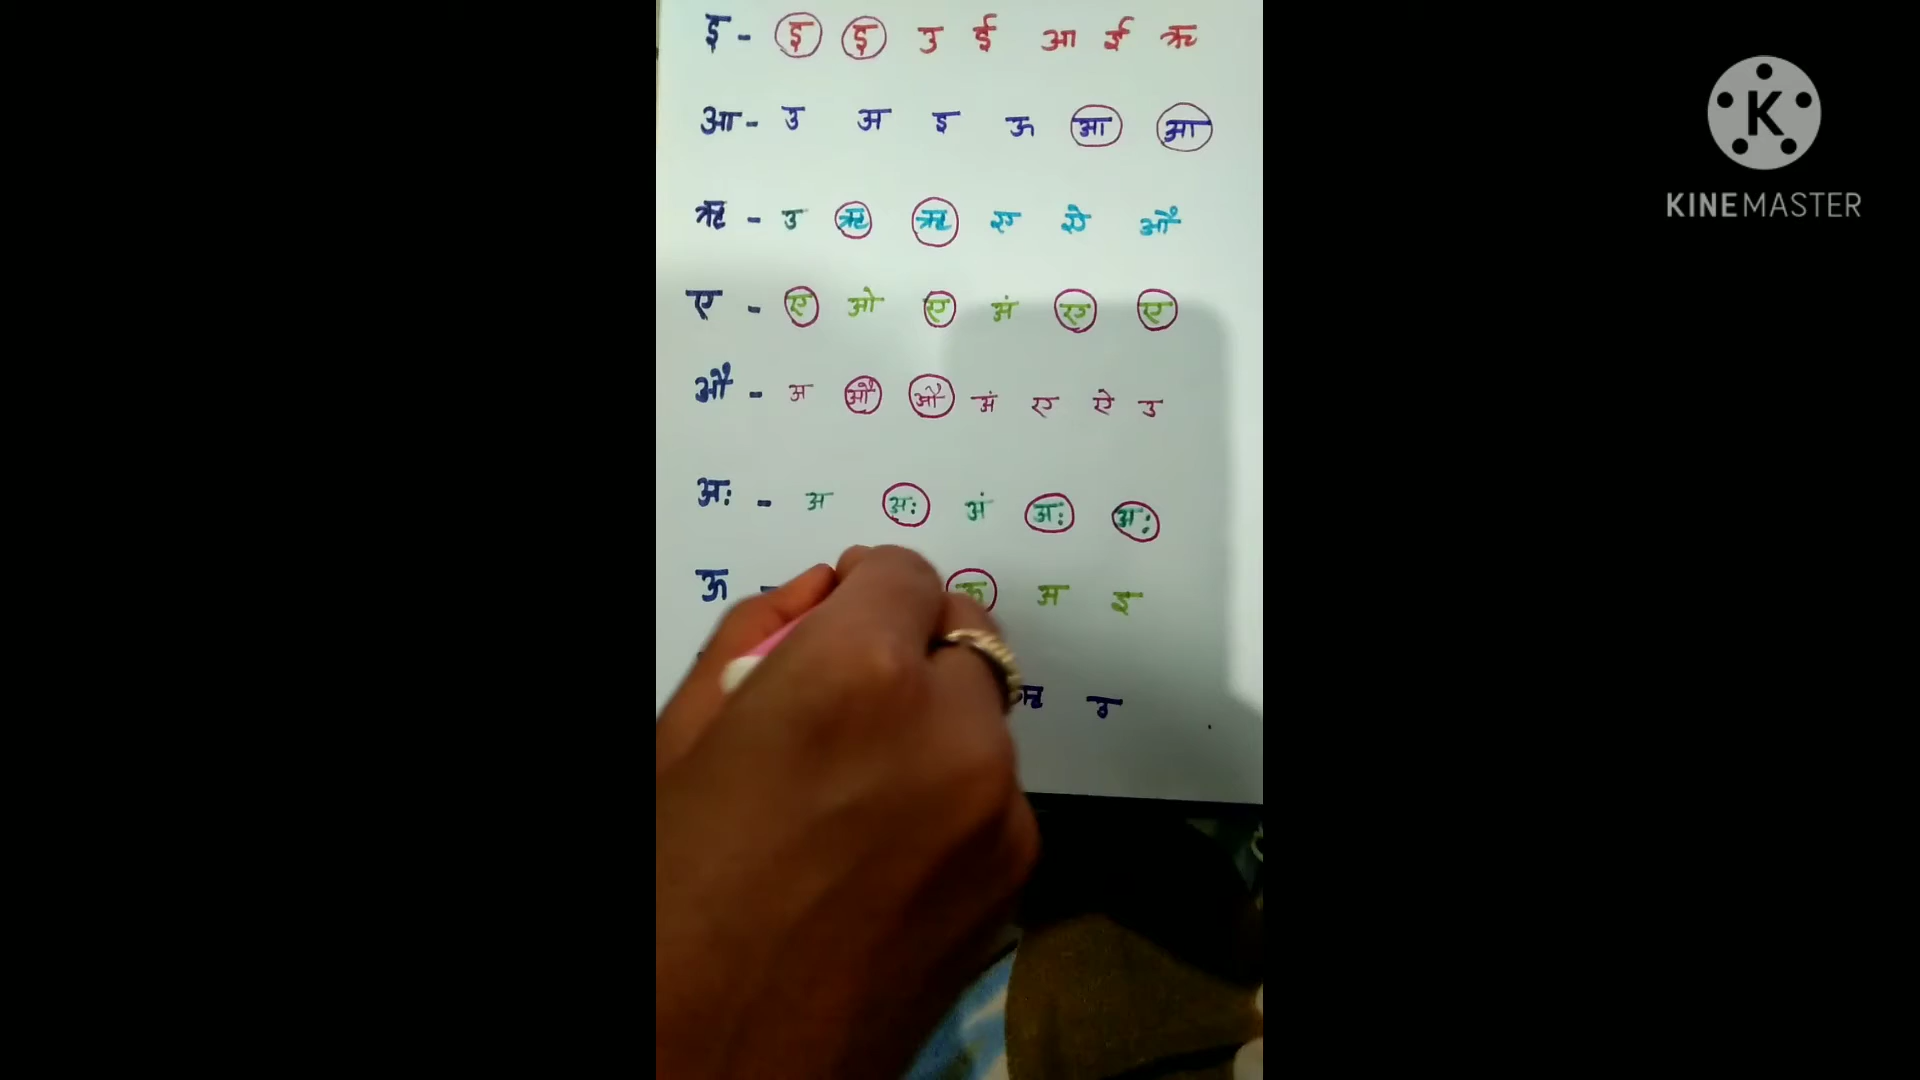 इ - इ इ उ ई आ ई ऋ
आ - उ अ इ ऊ आ आ
ऋ - उ ऋ ऋ ए ऐ औ
ए - ए ओ ए अं ए ए
औ - अ औ औ अं ए ऐ उ
अः - अ अः अं अः अः
ऊ - ऊ अ इ
ऋ उ
K
KINEMASTER